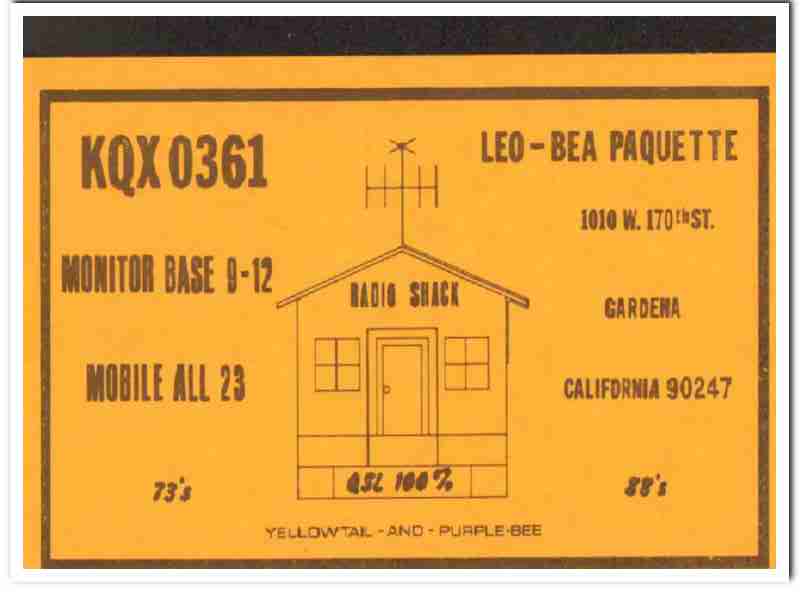 KQX 0361
LEO - BEA PAQUETTE
1010 W. 170th ST.
MONITOR BASE 9-12
RADIO SHACK
GARDENA
MOBILE ALL 23
CALIFORNIA 90247
73's
QSL 100%
88's
YELLOWTAIL - AND - PURPLE-BEE